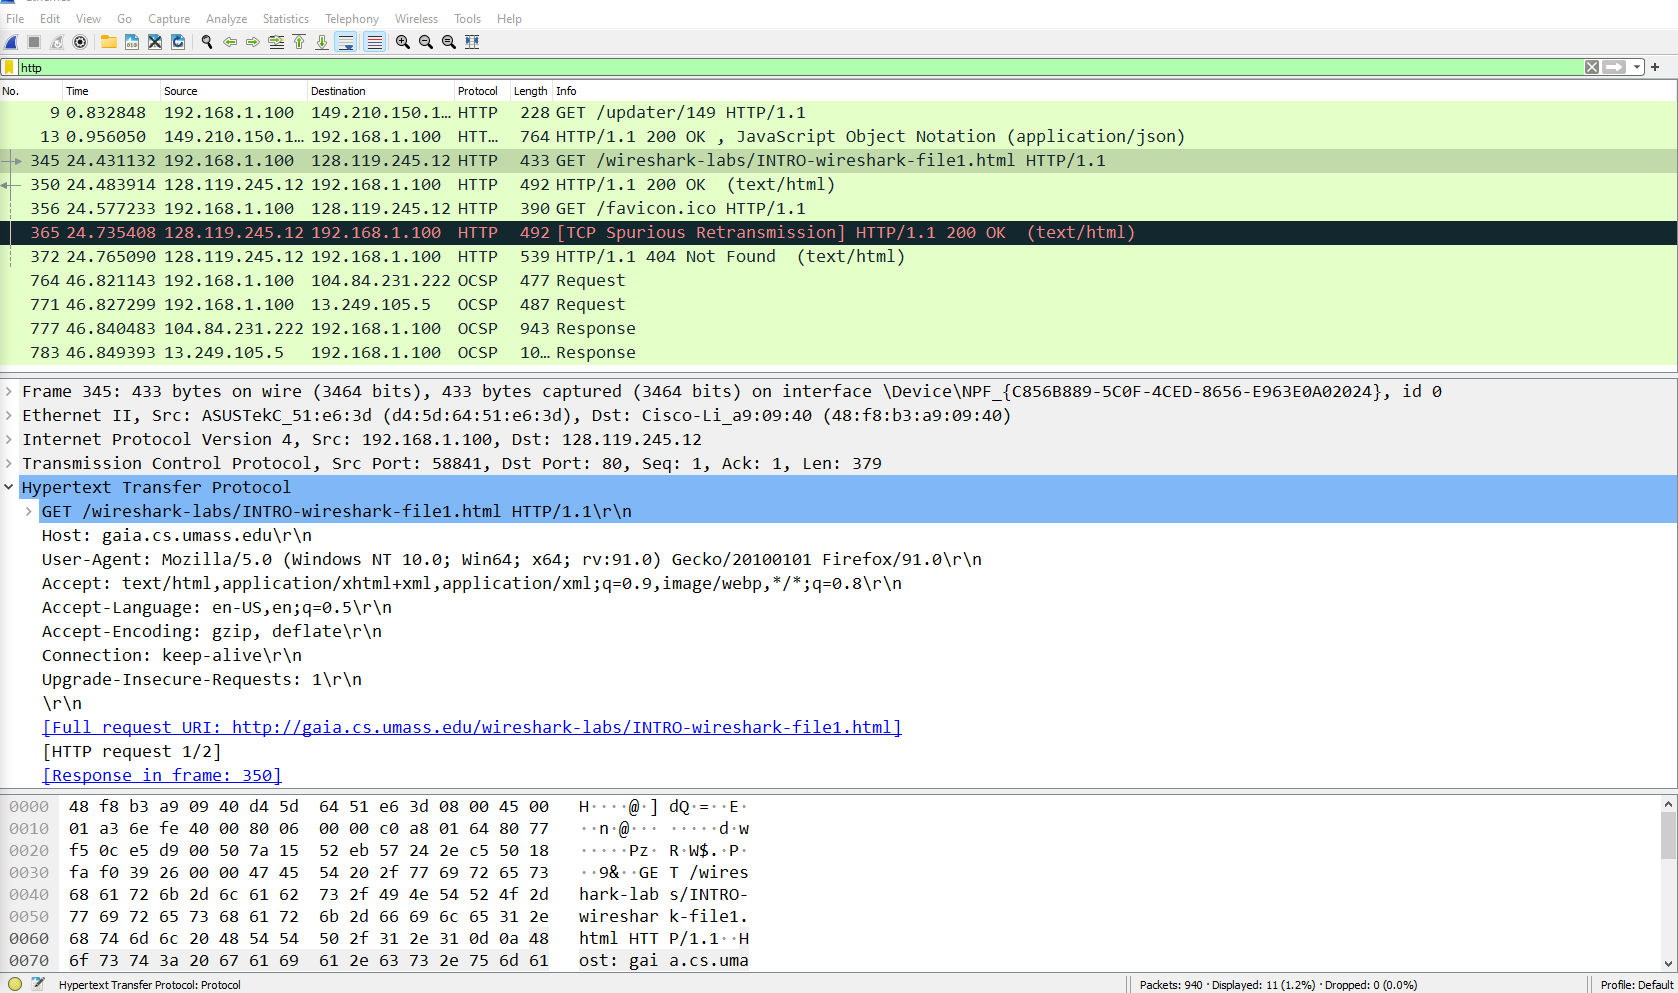 File Edit View Go Capture Analyze Statistics Telephony Wireless Tools Help
http
No. Time Source Destination Protocol Length Info
9 0.832848 192.168.1.100 149.210.150.1… HTTP 228 GET /updater/149 HTTP/1.1
13 0.956050 149.210.150.1… 192.168.1.100 HTT… 764 HTTP/1.1 200 OK , JavaScript Object Notation (application/json)
345 24.431132 192.168.1.100 128.119.245.12 HTTP 433 GET /wireshark-labs/INTRO-wireshark-file1.html HTTP/1.1
350 24.483914 128.119.245.12 192.168.1.100 HTTP 492 HTTP/1.1 200 OK (text/html)
356 24.577233 192.168.1.100 128.119.245.12 HTTP 390 GET /favicon.ico HTTP/1.1
365 24.735408 128.119.245.12 192.168.1.100 HTTP 492 [TCP Spurious Retransmission] HTTP/1.1 200 OK (text/html)
372 24.765090 128.119.245.12 192.168.1.100 HTTP 539 HTTP/1.1 404 Not Found (text/html)
764 46.821143 192.168.1.100 104.84.231.222 OCSP 477 Request
771 46.827299 192.168.1.100 13.249.105.5 OCSP 487 Request
777 46.840483 104.84.231.222 192.168.1.100 OCSP 943 Response
783 46.849393 13.249.105.5 192.168.1.100 OCSP 10… Response
Frame 345: 433 bytes on wire (3464 bits), 433 bytes captured (3464 bits) on interface \Device\NPF_{C856B889-5C0F-4CED-8656-E963E0A02024}, id 0
Ethernet II, Src: ASUSTekC_51:e6:3d (d4:5d:64:51:e6:3d), Dst: Cisco-Li_a9:09:40 (48:f8:b3:a9:09:40)
Internet Protocol Version 4, Src: 192.168.1.100, Dst: 128.119.245.12
Transmission Control Protocol, Src Port: 58841, Dst Port: 80, Seq: 1, Ack: 1, Len: 379
Hypertext Transfer Protocol
GET /wireshark-labs/INTRO-wireshark-file1.html HTTP/1.1\r\n
Host: gaia.cs.umass.edu\r\n
User-Agent: Mozilla/5.0 (Windows NT 10.0; Win64; x64; rv:91.0) Gecko/20100101 Firefox/91.0\r\n
Accept: text/html,application/xhtml+xml,application/xml;q=0.9,image/webp,*/*;q=0.8\r\n
Accept-Language: en-US,en;q=0.5\r\n
Accept-Encoding: gzip, deflate\r\n
Connection: keep-alive\r\n
Upgrade-Insecure-Requests: 1\r\n
\r\n
[Full request URI: http://gaia.cs.umass.edu/wireshark-labs/INTRO-wireshark-file1.html]
[HTTP request 1/2]
[Response in frame: 350]
0000 48 f8 b3 a9 09 40 d4 5d 64 51 e6 3d 08 00 45 00 H····@·] dQ·=··E·
0010 01 a3 6e fe 40 00 80 06 00 00 c0 a8 01 64 80 77 ··n·@··· ·····d·w
0020 f5 0c e5 d9 00 50 7a 15 52 eb 57 24 2e c5 50 18 ·····Pz· R·W$.·P·
0030 fa f0 39 26 00 00 47 45 54 20 2f 77 69 72 65 73 ··9&··GE T /wires
0040 68 61 72 6b 2d 6c 61 62 73 2f 49 4e 54 52 4f 2d hark-lab s/INTRO-
0050 77 69 72 65 73 68 61 72 6b 2d 66 69 6c 65 31 2e wireshar k-file1.
0060 68 74 6d 6c 20 48 54 54 50 2f 31 2e 31 0d 0a 48 html HTT P/1.1··H
0070 6f 73 74 3a 20 67 61 69 61 2e 63 73 2e 75 6d 61 ost: gai a.cs.uma
Hypertext Transfer Protocol: Protocol
Packets: 940 · Displayed: 11 (1.2%) · Dropped: 0 (0.0%)
Profile: Default